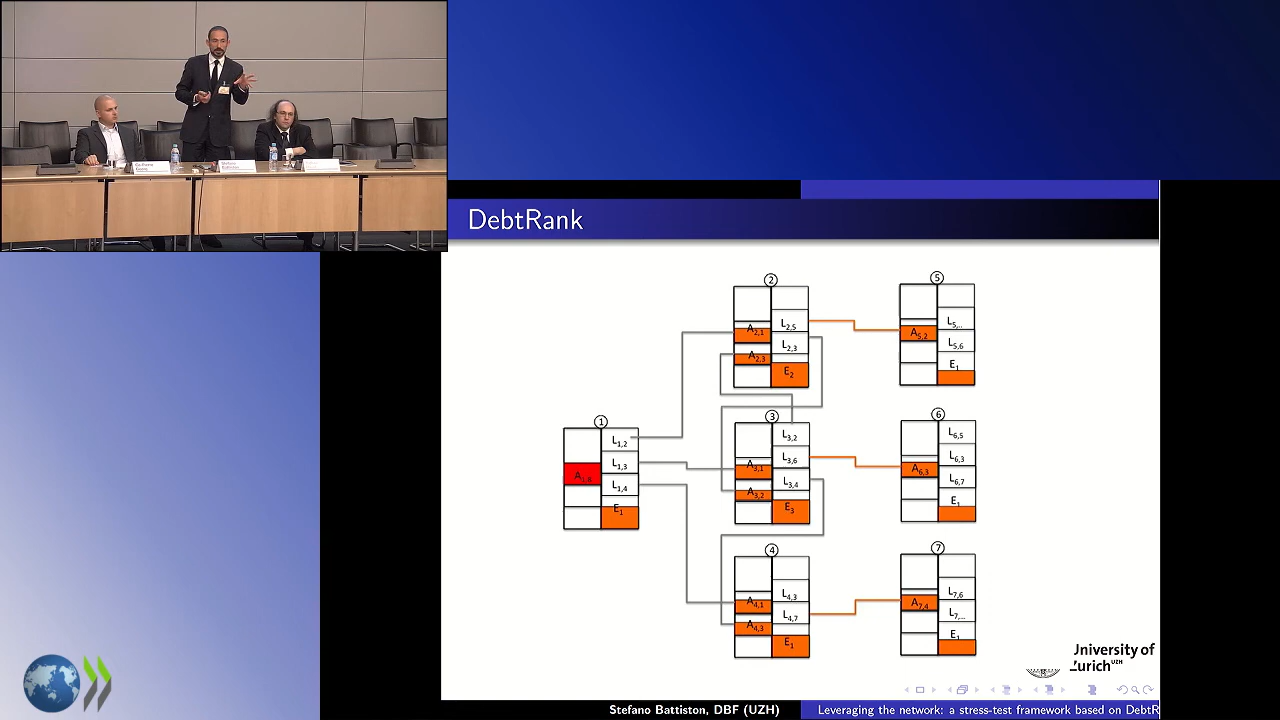 DebtRank
2
5
L2,5
A2,1
L2,3
A2,3
E2
L5,..
A5,2
L5,6
E1
1
L1,2
L1,3
L1,4
E1
3
L3,2
L3,6
A3,1
L3,4
A3,2
E3
6
L6,5
L6,3
A6,3
L6,7
E1
4
L4,3
A4,1
L4,7
A4,3
E1
7
L7,6
A7,4
L7,..
E1
University of
Zurich UZH
Stefano Battiston, DBF (UZH)
Leveraging the network: a stress-test framework based on DebtR